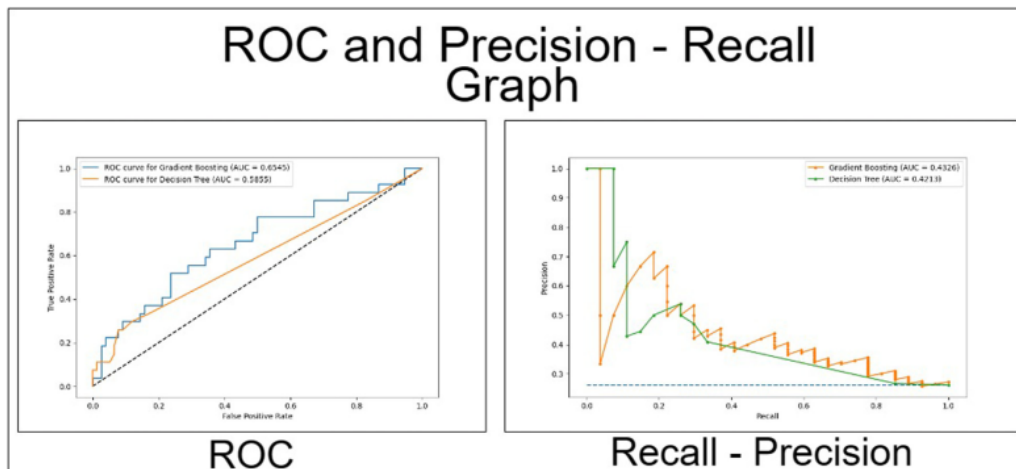 ROC and Precision - Recall
Graph
ROC curve for Gradient Boosting (AUC = 0.6545)
ROC curve for Decision Tree (AUC = 0.5855)
1.0
0.8
0.6
0.4
0.2
0.0
True Positive Rate
0.0 0.2 0.4 0.6 0.8 1.0
False Positive Rate
ROC
Gradient Boosting (AUC = 0.4326)
Decision Tree (AUC = 0.4213)
1.0
0.9
0.8
0.7
0.6
0.5
0.4
0.3
Precision
0.0 0.2 0.4 0.6 0.8 1.0
Recall
Recall - Precision